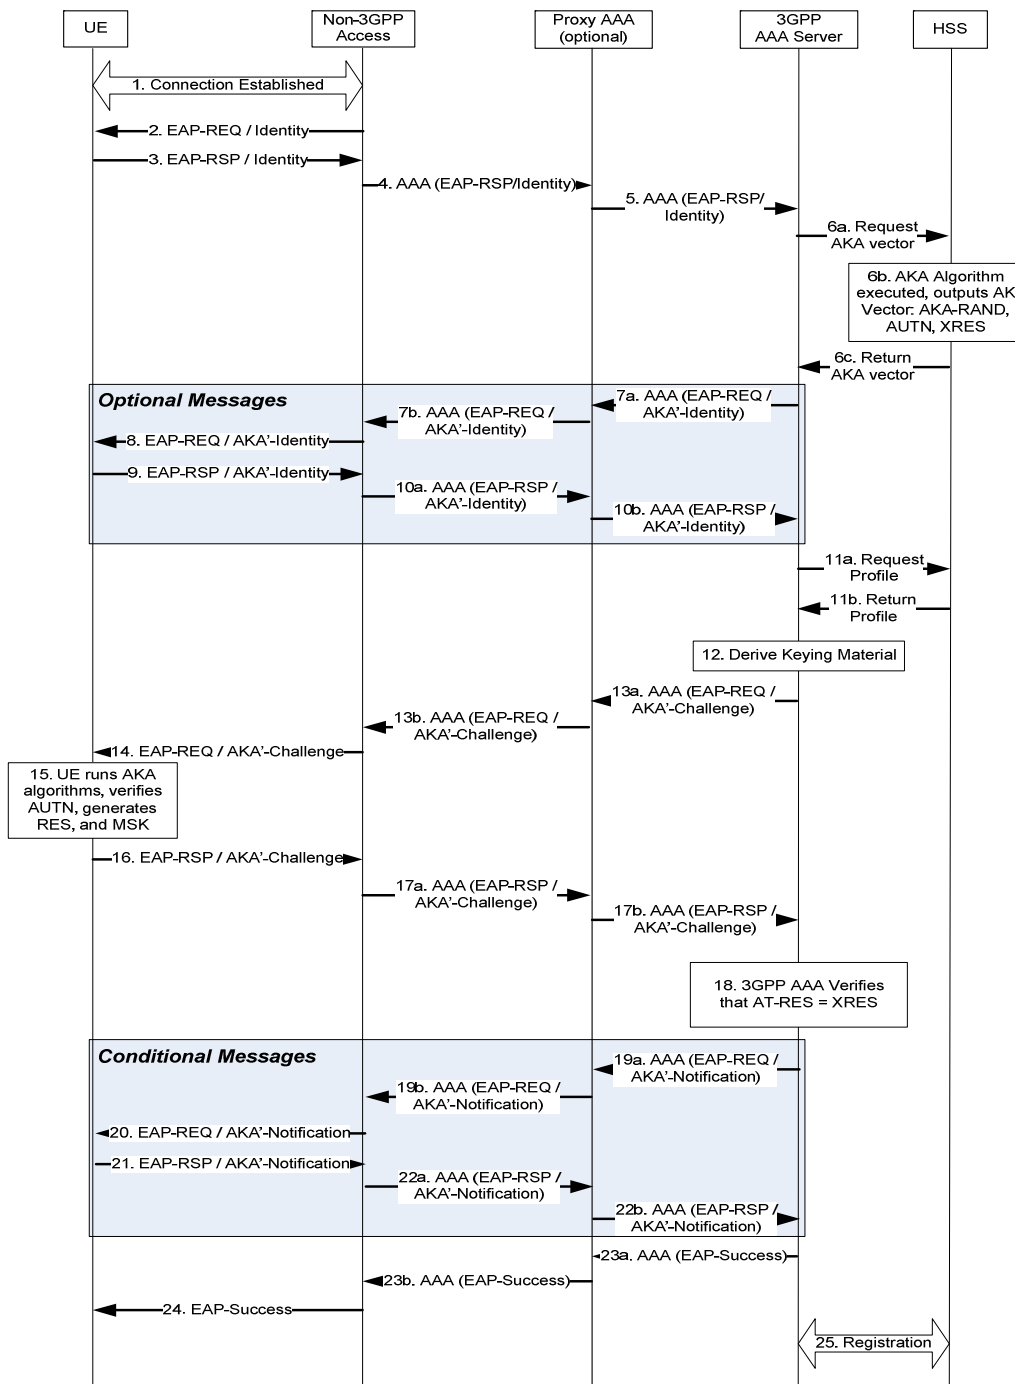 UE
Non-3GPP
Access
Proxy AAA
(optional)
3GPP
AAA Server
HSS
1. Connection Established
2. EAP-REQ / Identity
3. EAP-RSP / Identity
4. AAA (EAP-RSP/Identity)
5. AAA (EAP-RSP/
Identity)
6a. Request
AKA vector
6b. AKA Algorithm
executed, outputs AK
Vector: AKA-RAND,
AUTN, XRES
6c. Return
AKA vector
Optional Messages
7a. AAA (EAP-REQ /
AKA'-Identity)
7b. AAA (EAP-REQ /
AKA'-Identity)
8. EAP-REQ / AKA'-Identity
9. EAP-RSP / AKA'-Identity
10a. AAA (EAP-RSP /
AKA'-Identity)
10b. AAA (EAP-RSP /
AKA'-Identity)
11a. Request
Profile
11b. Return
Profile
12. Derive Keying Material
13a. AAA (EAP-REQ /
AKA'-Challenge)
13b. AAA (EAP-REQ /
AKA'-Challenge)
14. EAP-REQ / AKA'-Challenge
15. UE runs AKA
algorithms, verifies
AUTN, generates
RES, and MSK
16. EAP-RSP / AKA'-Challenge
17a. AAA (EAP-RSP /
AKA'-Challenge)
17b. AAA (EAP-RSP /
AKA'-Challenge)
18. 3GPP AAA Verifies
that AT-RES = XRES
Conditional Messages
19a. AAA (EAP-REQ /
AKA'-Notification)
19b. AAA (EAP-REQ /
AKA'-Notification)
20. EAP-REQ / AKA'-Notification
21. EAP-RSP / AKA'-Notification
22a. AAA (EAP-RSP /
AKA'-Notification)
22b. AAA (EAP-RSP /
AKA'-Notification)
23a. AAA (EAP-Success)
23b. AAA (EAP-Success)
24. EAP-Success
25. Registration